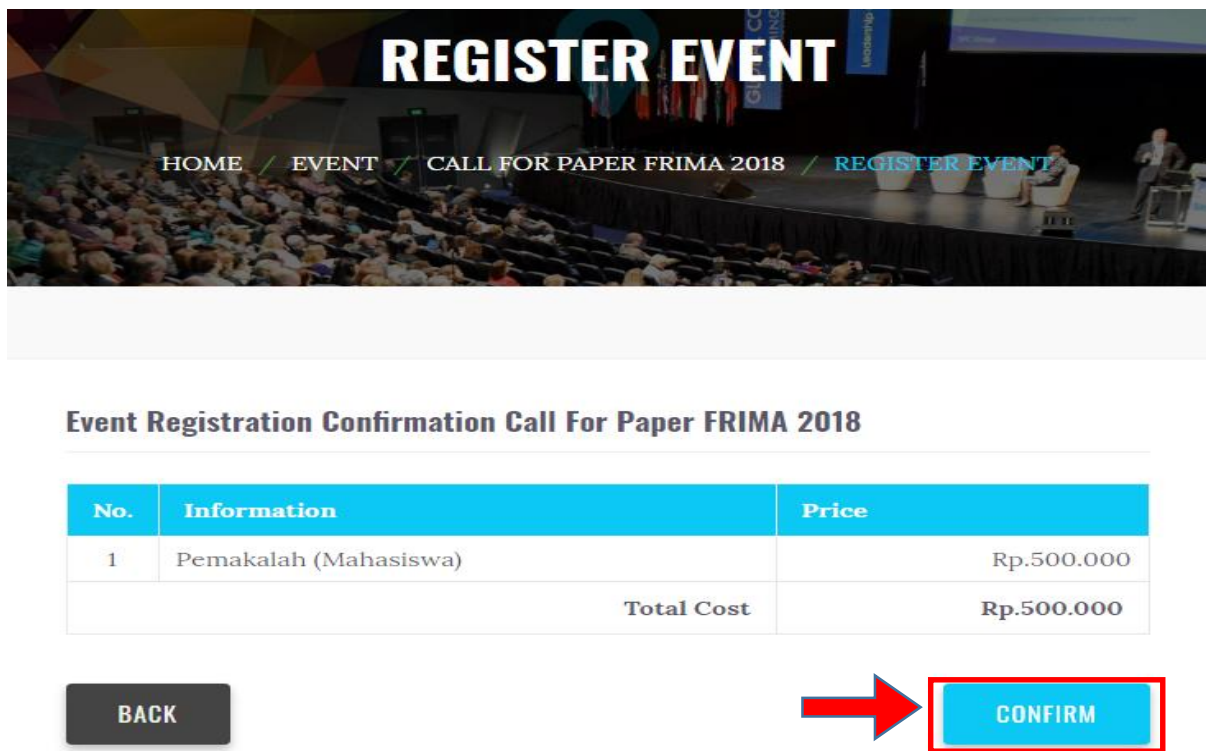 REGISTER EVENT
Leadership
HOME / EVENT / CALL FOR PAPER FRIMA 2018 / REGISTER EVENT
Event Registration Confirmation Call For Paper FRIMA 2018
No. Information Price
1 Pemakalah (Mahasiswa) Rp.500.000
Total Cost Rp.500.000
BACK CONFIRM